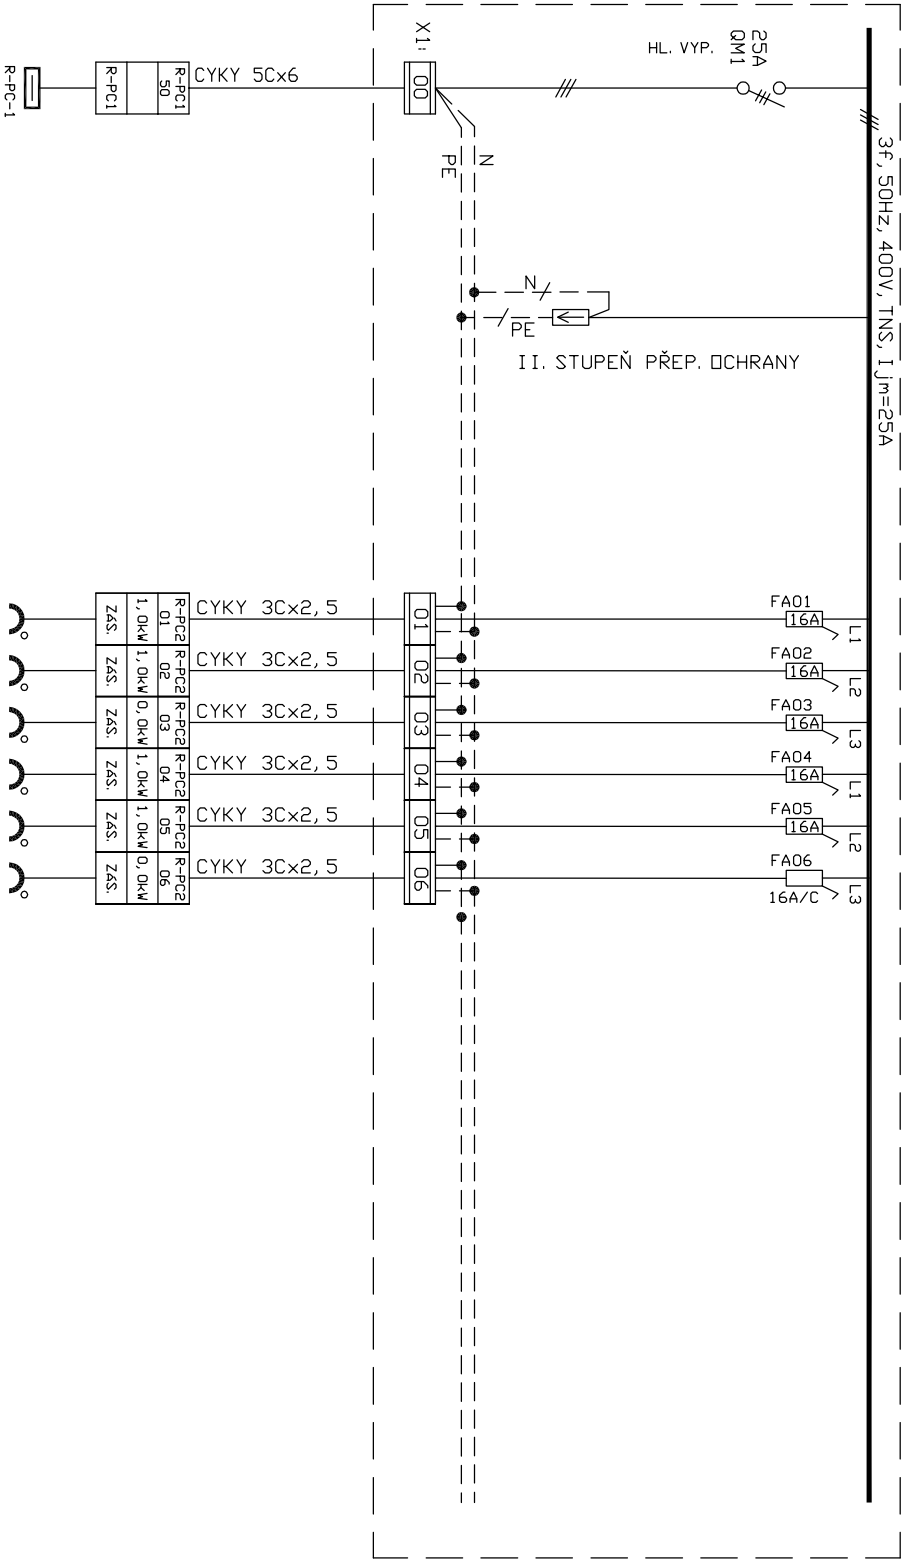 3f, 50Hz, 400V, TNS, Ijm=25A
25A
QM1
HL. VYP.
X1:
00
CYKY 5Cx6
R-PC1
50
R-PC1
R-PC-1
N
PE
N
PE
II. STUPEŇ PŘEP. OCHRANY
FA01
16A
L1
01
CYKY 3Cx2,5
R-PC2
01
1,0kW
ZÁS.
FA02
16A
L2
02
CYKY 3Cx2,5
R-PC2
02
1,0kW
ZÁS.
FA03
16A
L3
03
CYKY 3Cx2,5
R-PC2
03
0,0kW
ZÁS.
FA04
16A
L1
04
CYKY 3Cx2,5
R-PC2
04
1,0kW
ZÁS.
FA05
16A
L2
05
CYKY 3Cx2,5
R-PC2
05
1,0kW
ZÁS.
FA06
16A/C
L3
06
CYKY 3Cx2,5
R-PC2
06
0,0kW
ZÁS.